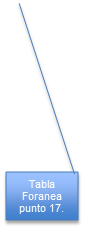 Tabla
Foranea
punto 17.